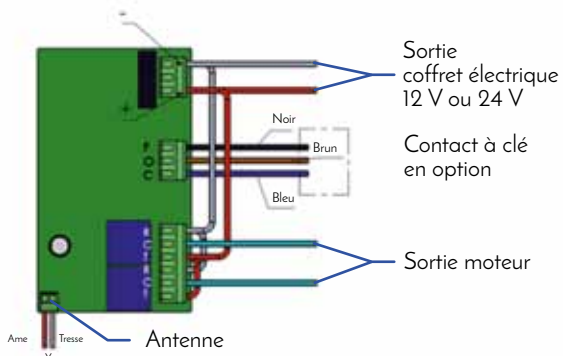 -
+
Sortie
coffret électrique
12 V ou 24 V
Noir
Brun
Contact à clé
en option
F
O
C
Bleu
R
C
T
R
C
T
Sortie moteur
Ame
Tresse
Antenne